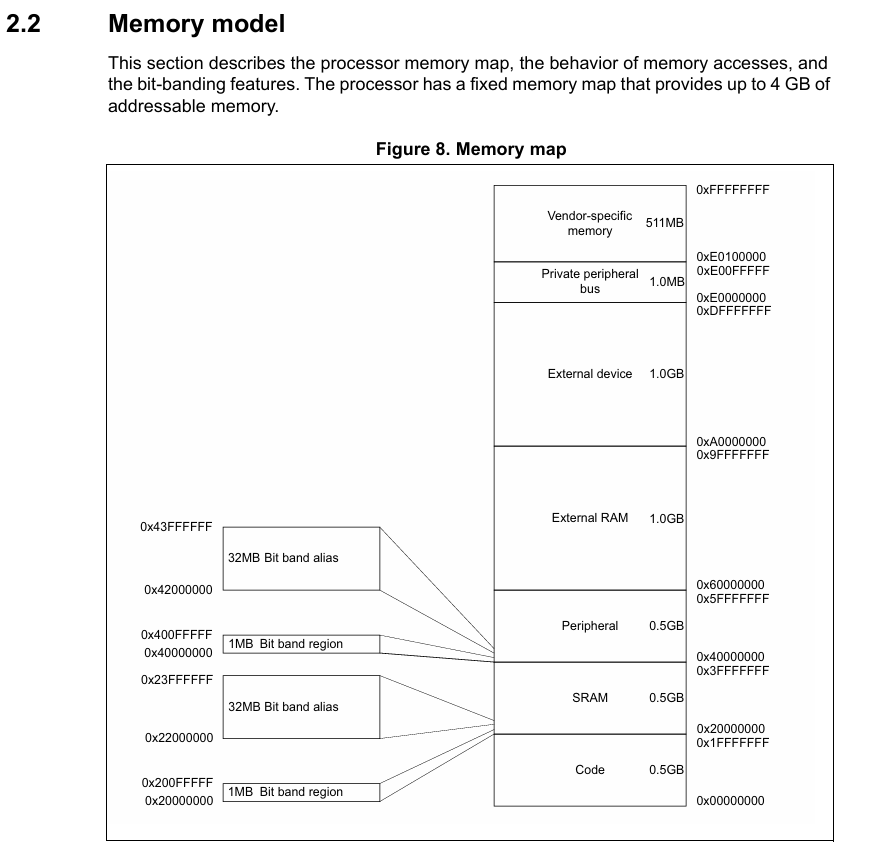 2.2 Memory model
This section describes the processor memory map, the behavior of memory accesses, and
the bit-banding features. The processor has a fixed memory map that provides up to 4 GB of
addressable memory.
Figure 8. Memory map
0xFFFFFFFF
Vendor-specific
memory
511MB
0xE0100000
0xE00FFFFF
Private peripheral
bus
1.0MB
0xE0000000
0xDFFFFFFF
External device 1.0GB
0xA0000000
0x9FFFFFFF
External RAM 1.0GB
0x60000000
0x5FFFFFFF
Peripheral 0.5GB
0x40000000
0x3FFFFFFF
SRAM 0.5GB
0x20000000
0x1FFFFFFF
Code 0.5GB
0x00000000
0x43FFFFFF
32MB Bit band alias
0x42000000
0x400FFFFF
1MB Bit band region
0x40000000
0x23FFFFFF
32MB Bit band alias
0x22000000
0x200FFFFF
1MB Bit band region
0x20000000